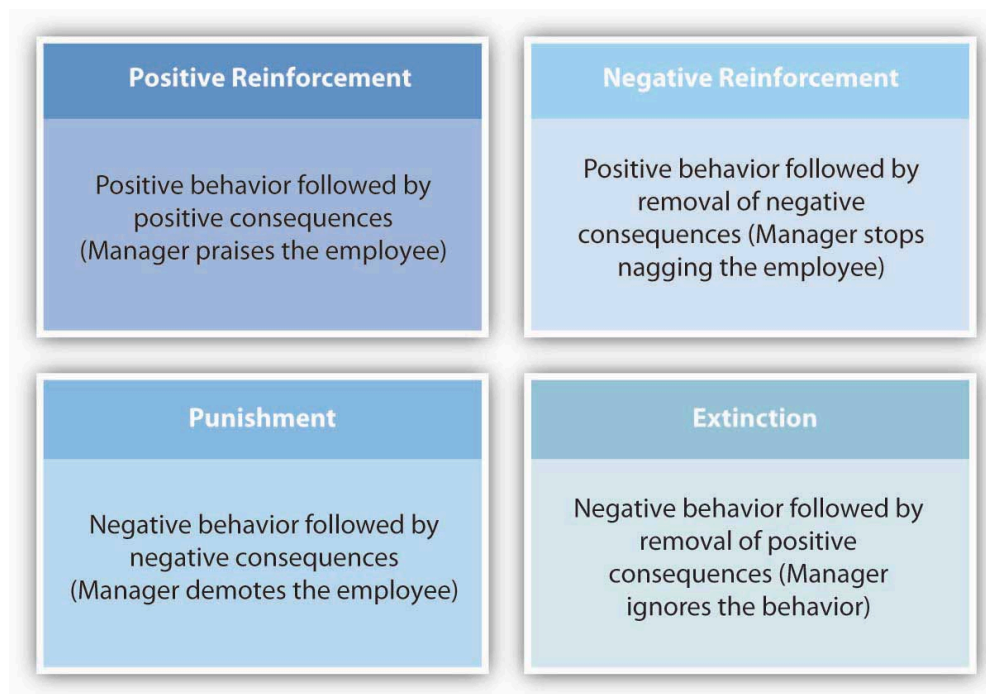 Positive Reinforcement
Positive behavior followed by
positive consequences
(Manager praises the employee)
Negative Reinforcement
Positive behavior followed by
removal of negative
consequences (Manager stops
nagging the employee)
Punishment
Negative behavior followed by
negative consequences
(Manager demotes the employee)
Extinction
Negative behavior followed by
removal of positive
consequences (Manager
ignores the behavior)